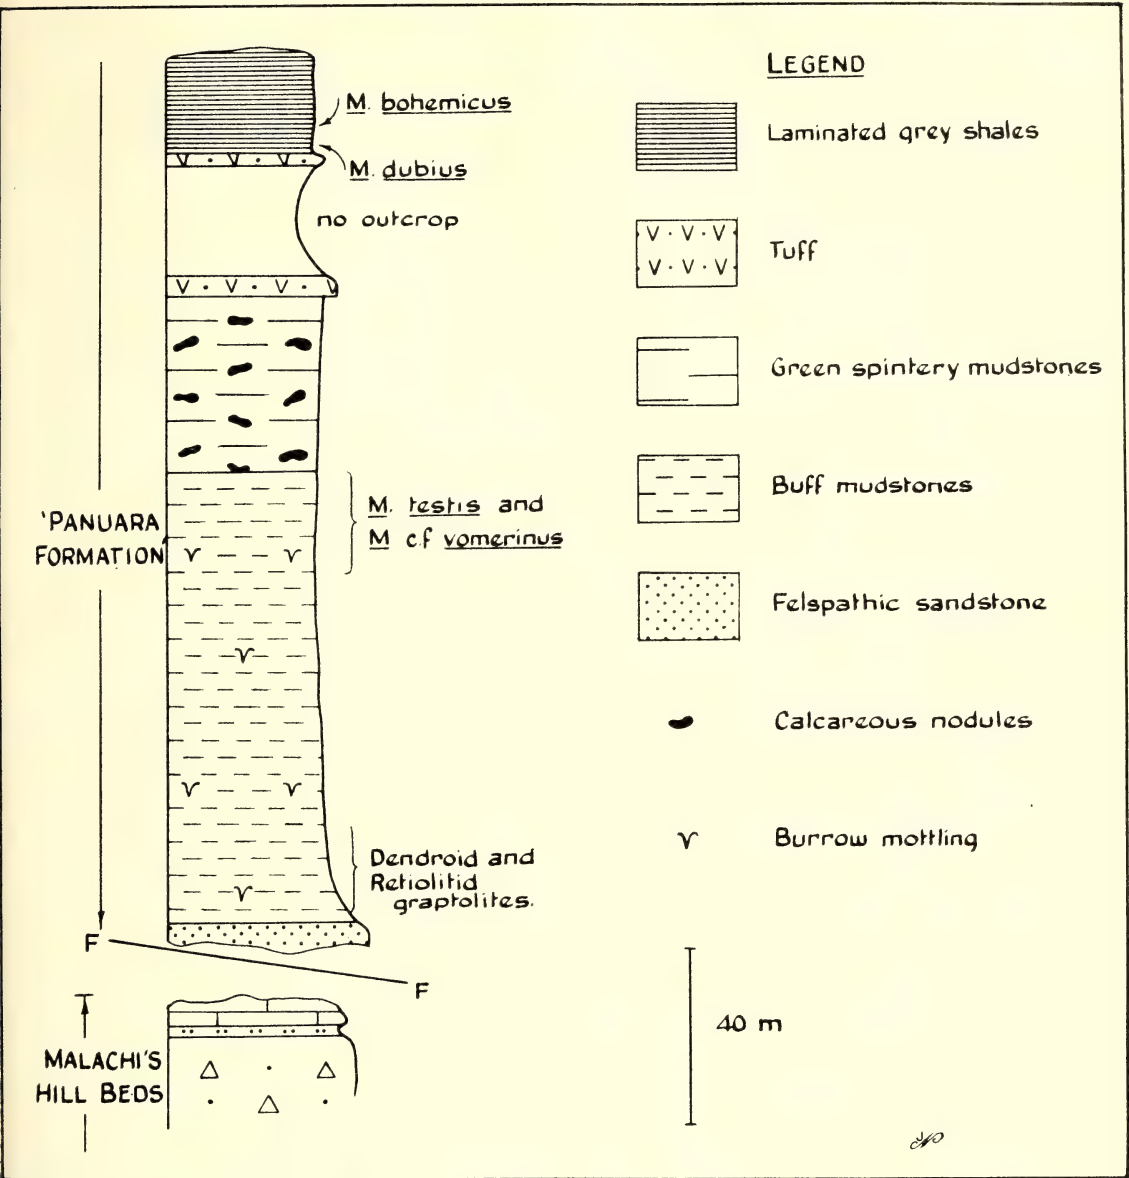 LEGEND
M. bohemicus
Laminated grey shales
M. dubius
no outcrop
Tuff
Green spintery mudstones
Buff mudstones
M. testis and
M c.f vomerinus
'PANUARA
FORMATION'
Felspathic sandstone
Calcareous nodules
Burrow mottling
Dendroid and
Retiolitid
graptolites.
F
F
40 m
MALACHI'S
HILL BEDS